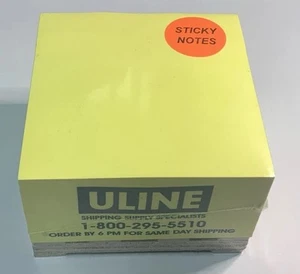 STICKY
NOTES
ULINE
SHIPPING SUPPLY SPECIALISTS
1-800-295-5510
ORDER BY 6 PM FOR SAME DAY SHIPPING